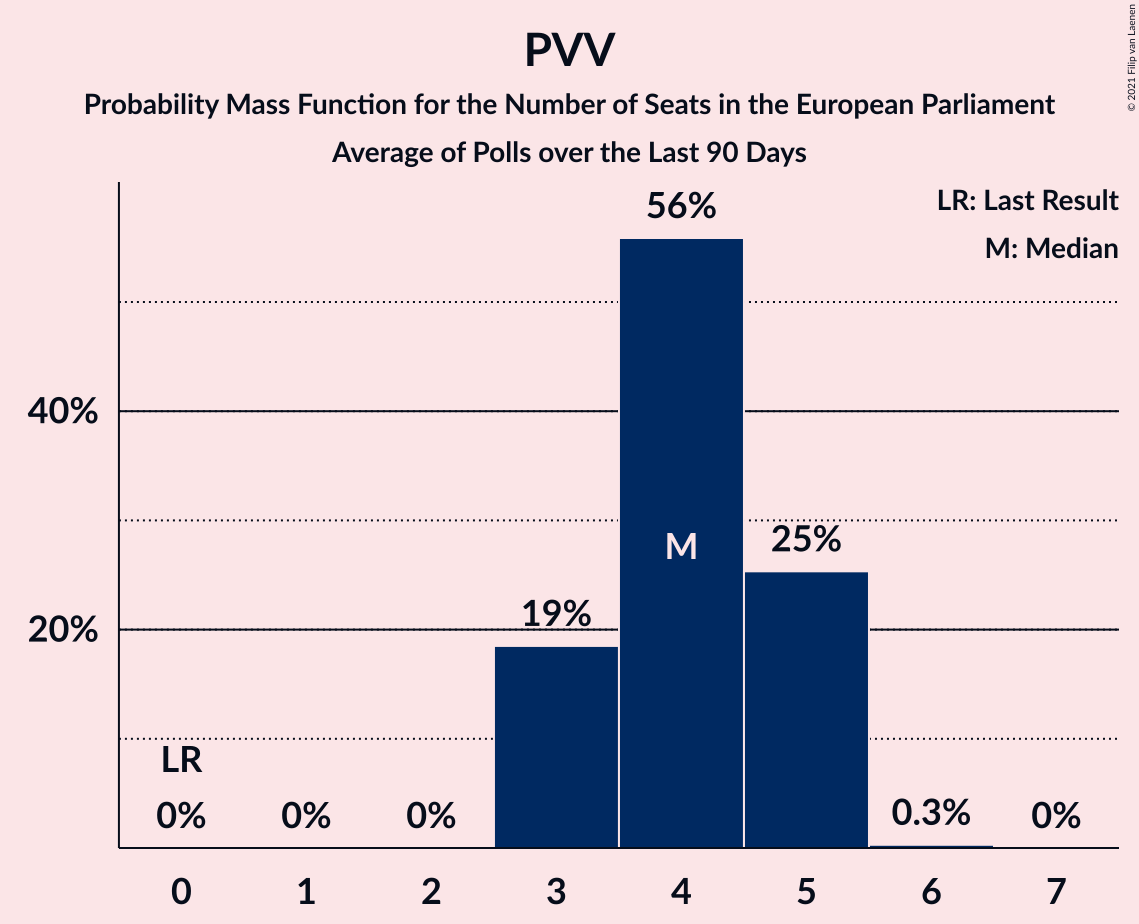 PVV
Probability Mass Function for the Number of Seats in the European Parliament
Average of Polls over the Last 90 Days
© 2021 Filip van Laenen
LR: Last Result
M: Median
56%
40%
M
25%
19%
20%
LR
0% 0% 0% 0.3% 0%
0 1 2 3 4 5 6 7